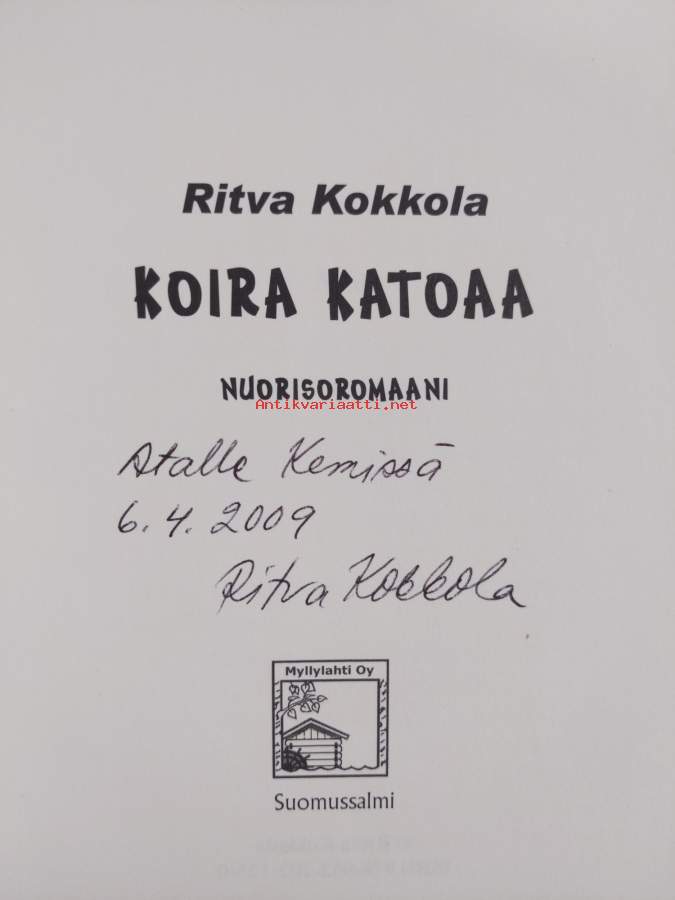 Ritva Kokkola
KOIRA KATOAA
NUORISOROMAANI
Antikvariaatti.net
Atalle Kemissä
6.4.2009
Ritva Kokkola
Myllylahti Oy
Suomussalmi